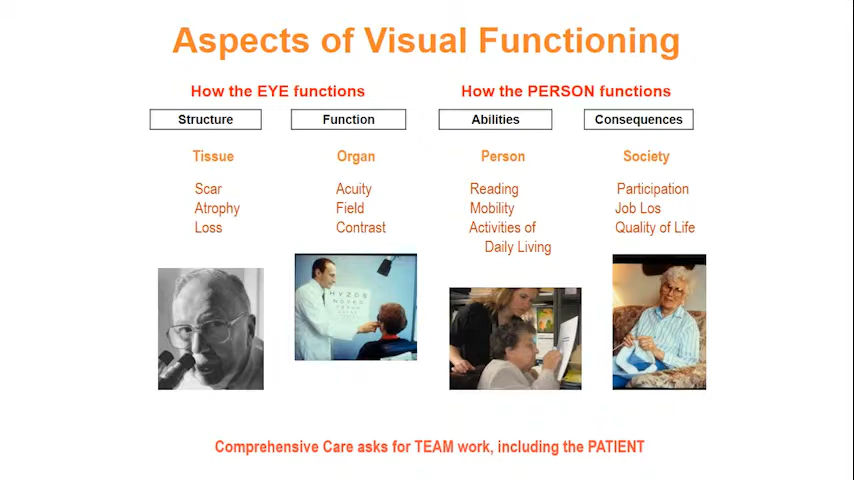 Aspects of Visual Functioning
How the EYE functions
How the PERSON functions
Structure
Function
Abilities
Consequences
Tissue
Organ
Person
Society
Scar
Atrophy
Loss
Acuity
Field
Contrast
Reading
Mobility
Activities of
Daily Living
Participation
Job Los
Quality of Life
HYZOS
Comprehensive Care asks for TEAM work, including the PATIENT